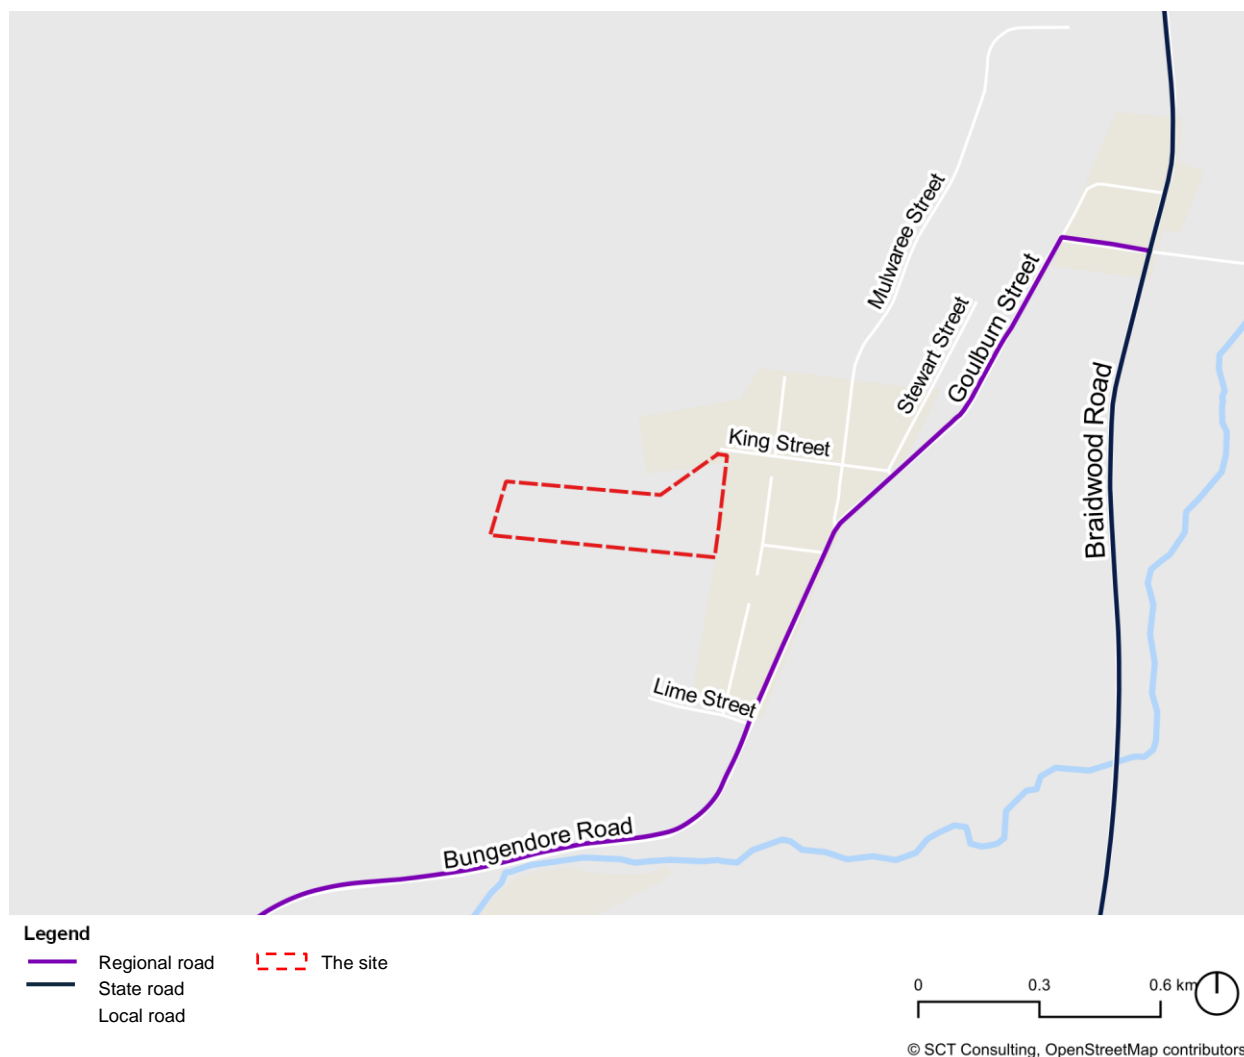 Mulwaree Street
Stewart Street
Goulburn Street
Braidwood Road
King Street
Lime Street
Bungendore Road
Legend
Regional road
The site
State road
Local road
0 0.3 0.6 km
© SCT Consulting, OpenStreetMap contributors